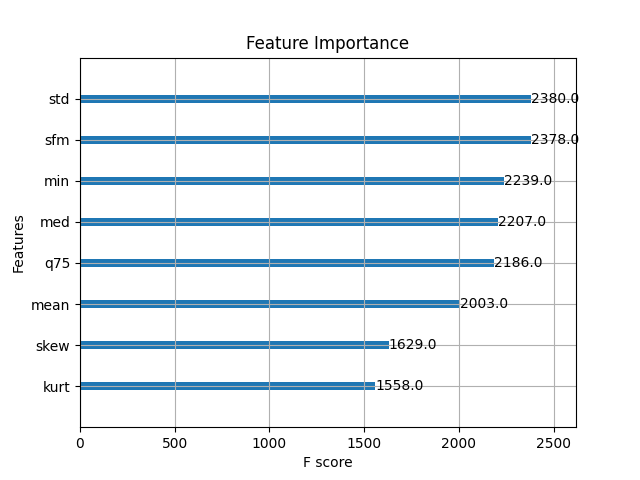 Feature Importance
std 2380.0
sfm 2378.0
min 2239.0
med 2207.0
q75 2186.0
mean 2003.0
skew 1629.0
kurt 1558.0
Features
0 500 1000 1500 2000 2500
F score